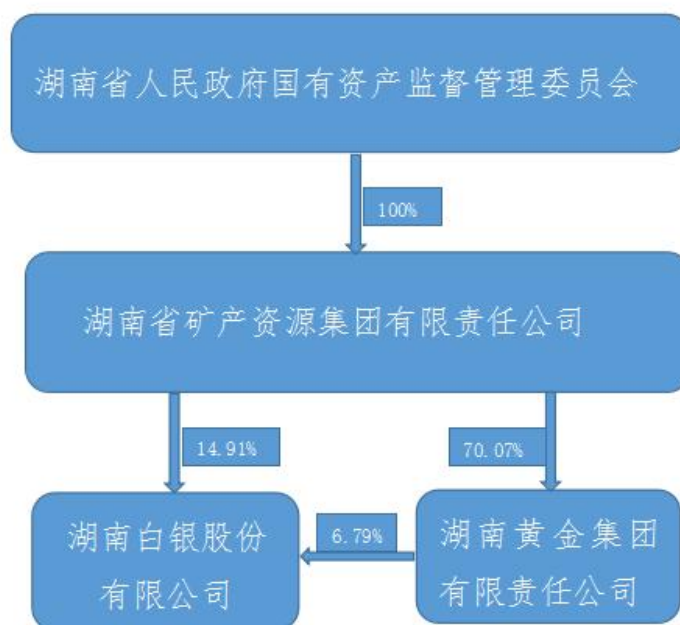 湖南省人民政府国有资产监督管理委员会
100%
湖南省矿产资源集团有限责任公司
14.91%
70.07%
湖南白银股份
有限公司
6.79%
湖南黄金集团
有限责任公司